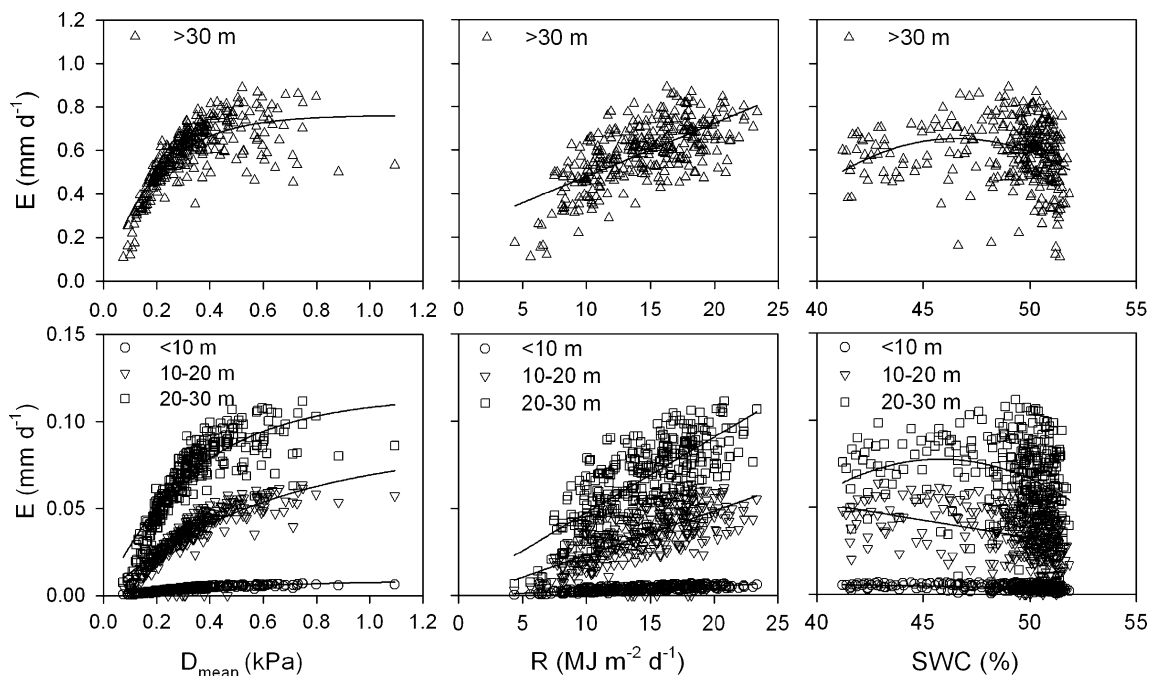 >30 m
>30 m
>30 m
E (mm d-1)
1.2
1.0
0.8
0.6
0.4
0.2
0.0
0.0 0.2 0.4 0.6 0.8 1.0 1.2
0 5 10 15 20 25
40 45 50 55
<10 m
10-20 m
20-30 m
<10 m
10-20 m
20-30 m
<10 m
10-20 m
20-30 m
E (mm d-1)
0.15
0.10
0.05
0.00
0.0 0.2 0.4 0.6 0.8 1.0 1.2
0 5 10 15 20 25
40 45 50 55
Dmean (kPa)
R (MJ m-2 d-1)
SWC (%)